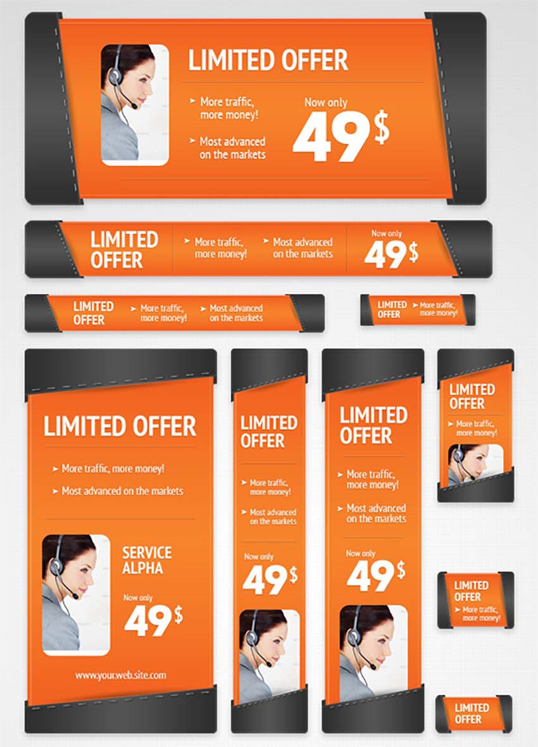 LIMITED OFFER
➤ More traffic,
more money!
➤ Most advanced
on the markets
Now only
49$
LIMITED
OFFER
➤ More traffic,
more money!
➤ Most advanced
on the markets
Now only
49$
LIMITED
OFFER
➤ More traffic,
more money!
➤ Most advanced
on the markets
LIMITED
OFFER
➤ More traffic,
more money!
LIMITED OFFER
➤ More traffic, more money!
➤ Most advanced on the markets
SERVICE
ALPHA
Now only
49$
www.your.web.site.com
LIMITED
OFFER
➤ More traffic,
more money!
➤ Most advanced
on the markets
Now only
49$
LIMITED
OFFER
➤ More traffic,
more money!
➤ Most advanced
on the markets
Now only
49$
LIMITED
OFFER
➤ More traffic,
more money!
LIMITED
OFFER
➤ More traffic,
more money!
LIMITED
OFFER